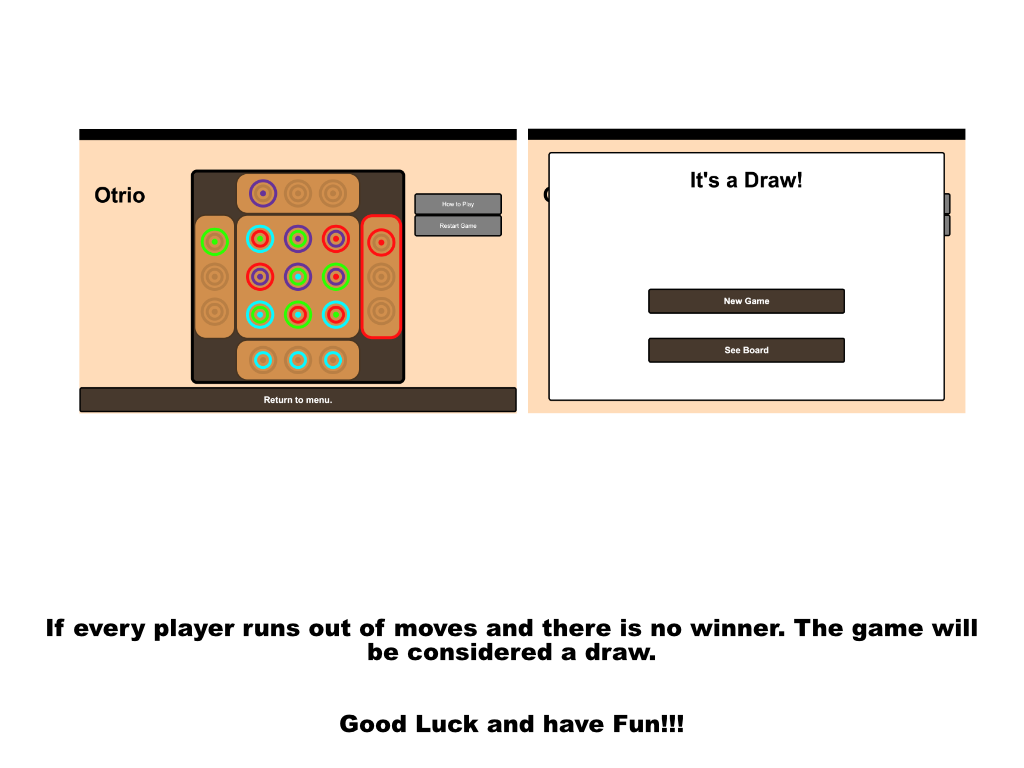 Otrio
How to Play
Restart Game
Return to menu.
It's a Draw!
New Game
See Board
If every player runs out of moves and there is no winner. The game will
be considered a draw.
Good Luck and have Fun!!!